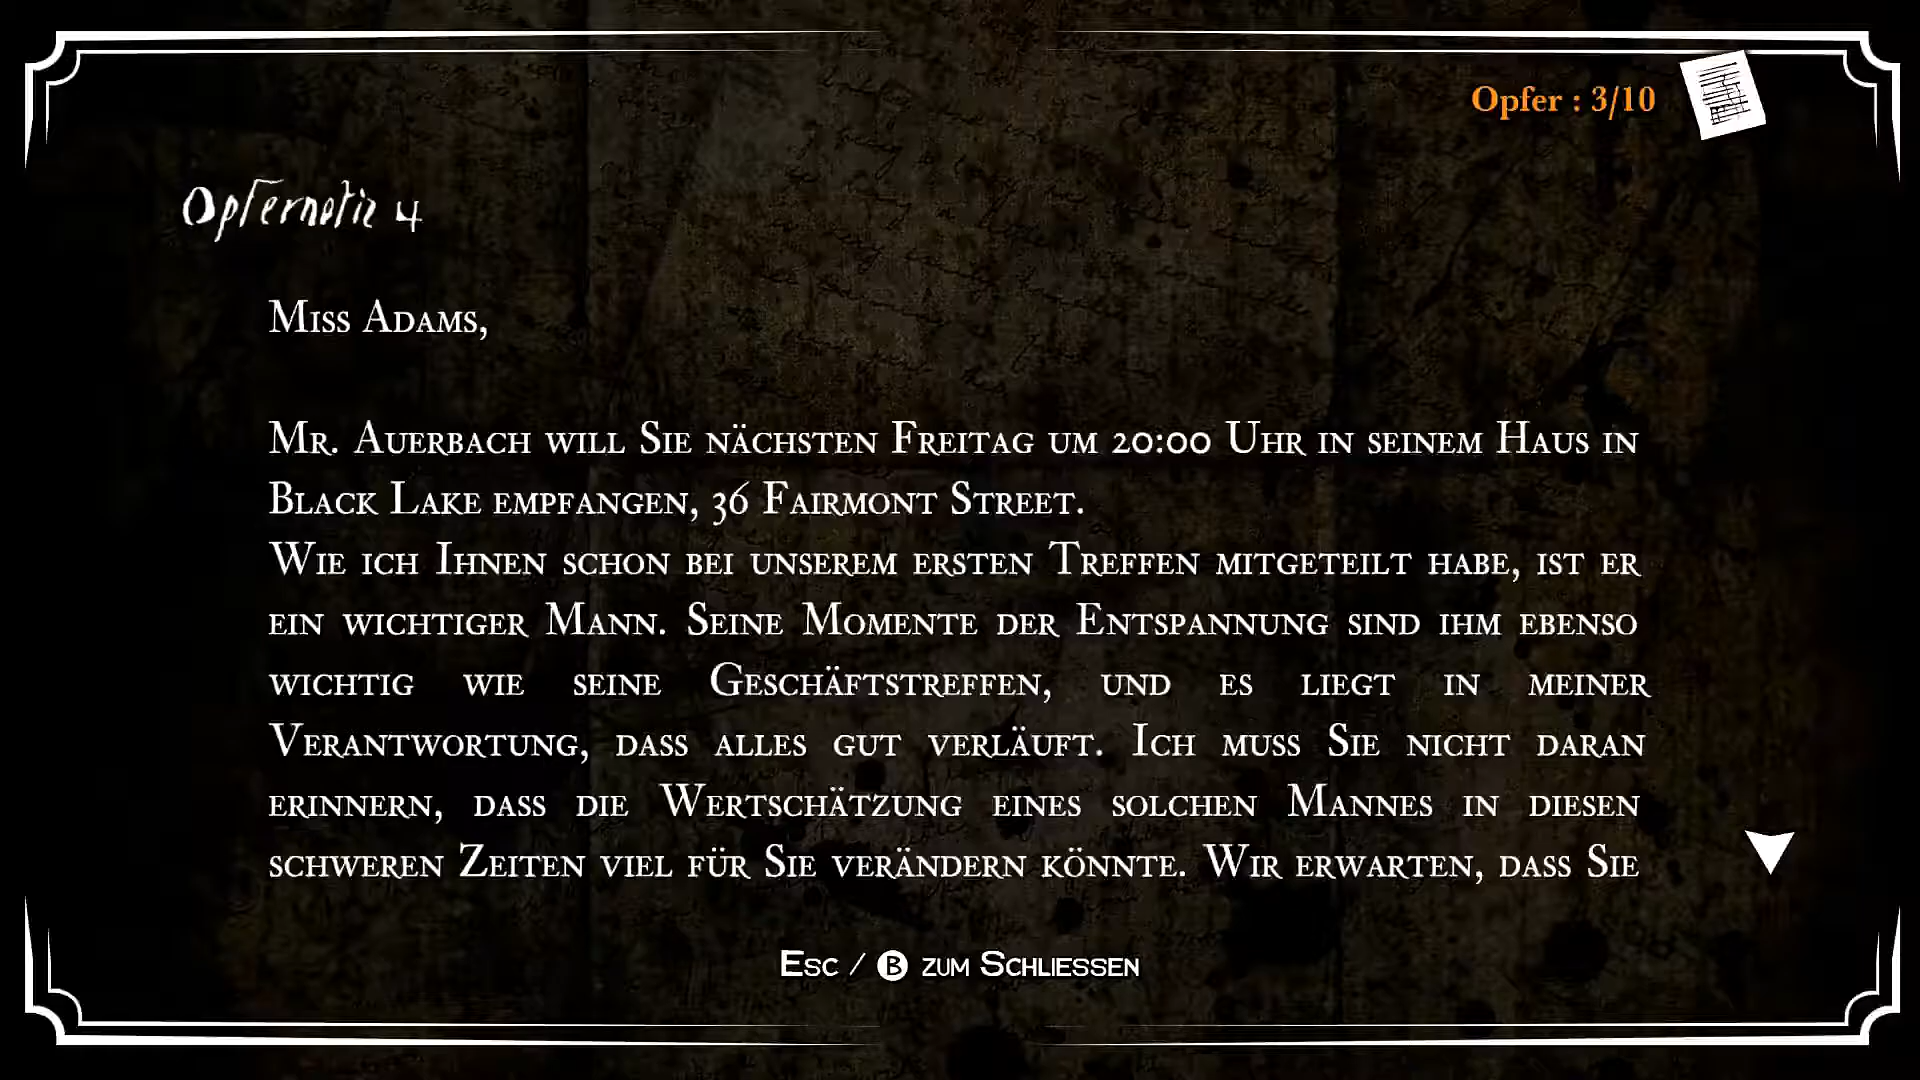 Opfer : 3/10
Opfernotiz 4
Miss Adams,
Mr. Auerbach will Sie nächsten Freitag um 20:00 Uhr in seinem Haus in
Black Lake empfangen, 36 Fairmont Street.
Wie ich Ihnen schon bei unserem ersten Treffen mitgeteilt habe, ist er
ein wichtiger Mann. Seine Momente der Entspannung sind ihm ebenso
wichtig wie seine Geschäftstreffen, und es liegt in meiner
Verantwortung, dass alles gut verläuft. Ich muss Sie nicht daran
erinnern, dass die Wertschätzung eines solchen Mannes in diesen
schweren Zeiten viel für Sie verändern könnte. Wir erwarten, dass Sie
Esc / B zum Schliessen